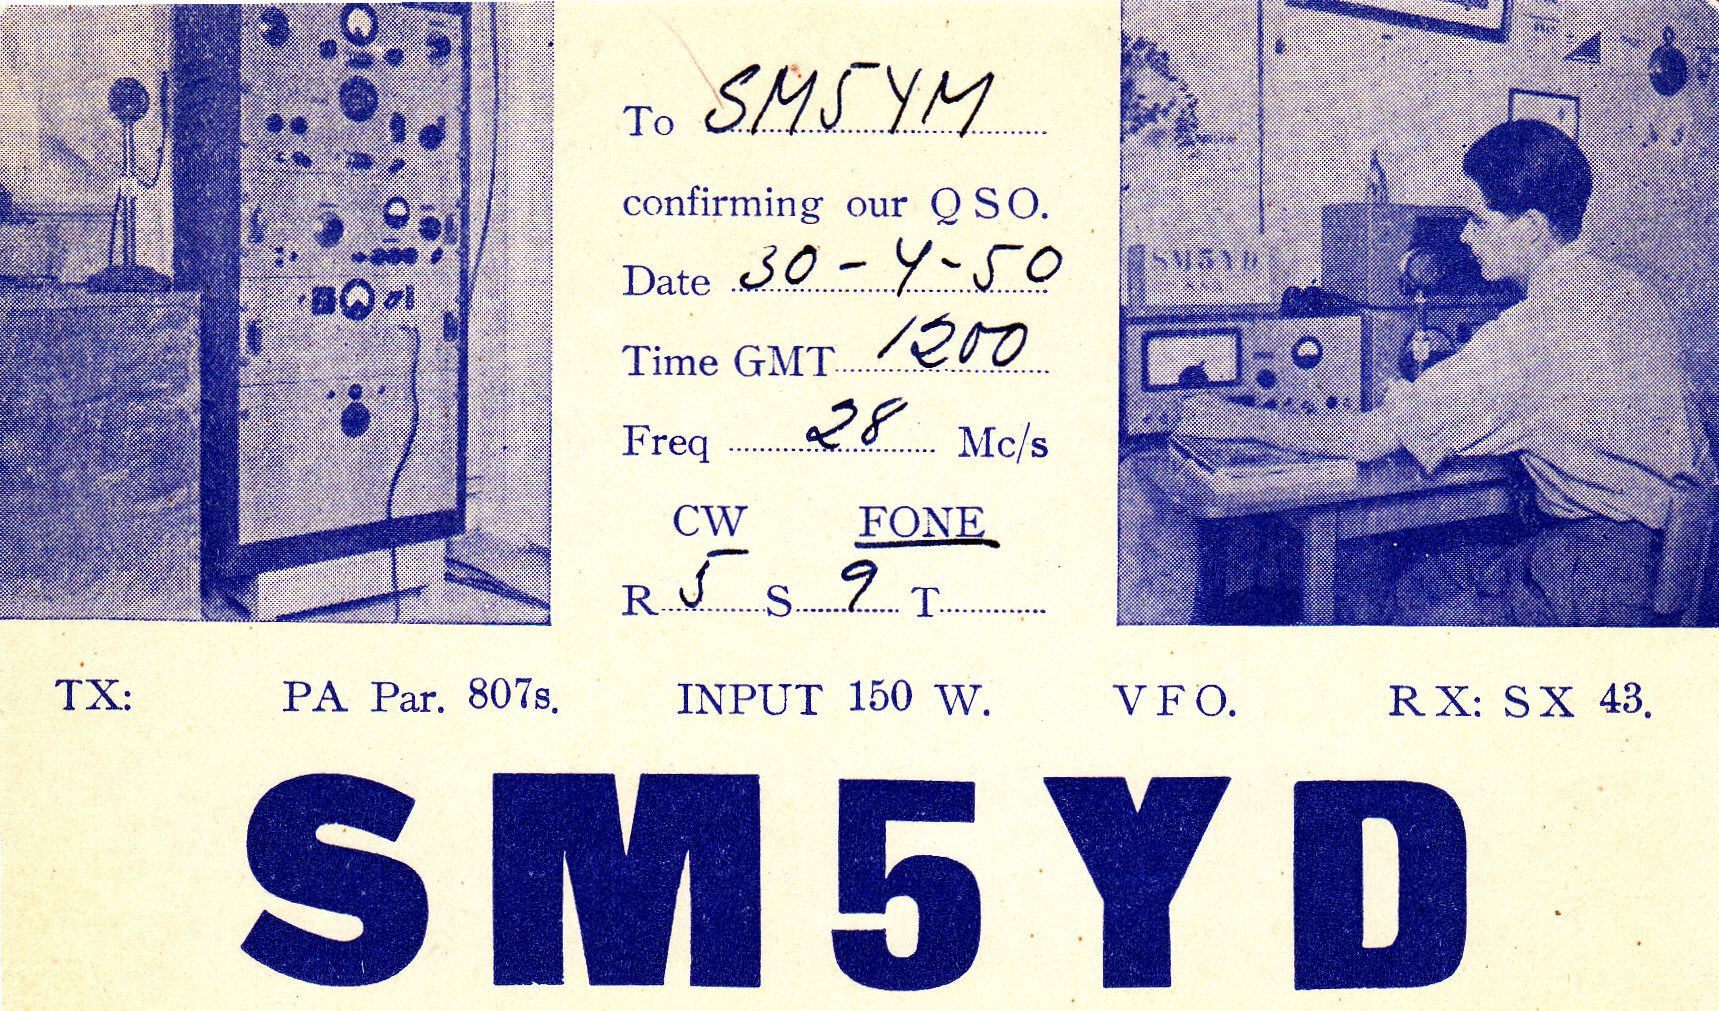 To SM5YM
confirming our QSO.
Date 30-4-50
Time GMT 1200
Freq 28 Mc/s
CW FONE
R 5 S 9 T
SM5YD
TX: PA Par. 807s. INPUT 150 W. VFO. RX: SX 43.
SM5YD